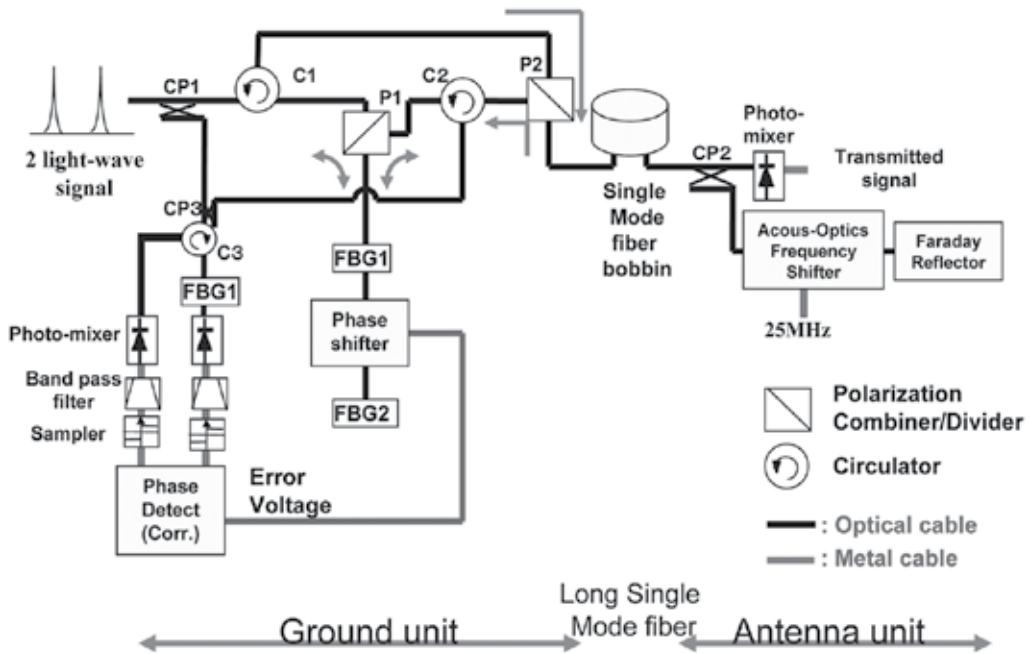 CP1
C1
C2
P2
P1
2 light-wave
signal
CP3
C3
FBG1
FBG1
Photo-mixer
Band pass
filter
Sampler
Phase
Detect
(Corr.)
Error
Voltage
Phase
shifter
FBG2
Single
Mode
fiber
bobbin
CP2
Photo-
mixer
Transmitted
signal
Acous-Optics
Frequency
Shifter
Faraday
Reflector
25MHz
Polarization
Combiner/Divider
Circulator
: Optical cable
: Metal cable
Ground unit
Long Single
Mode fiber
Antenna unit